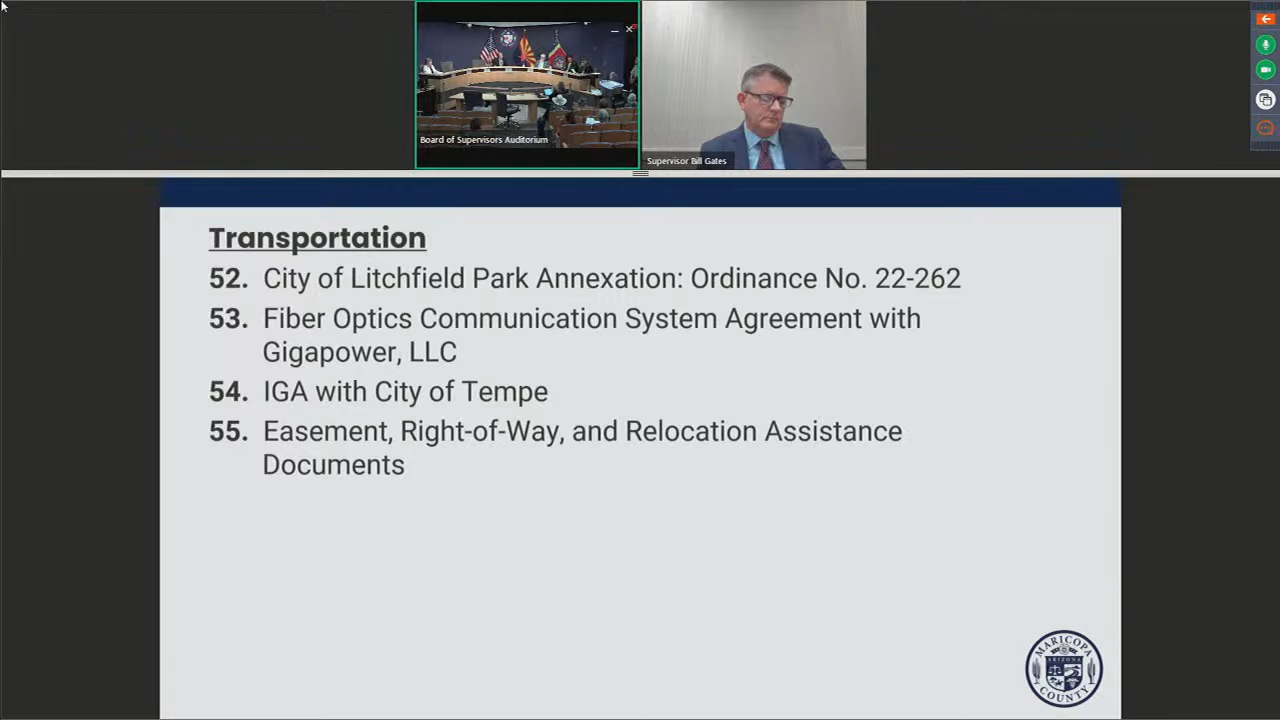 Board of Supervisors Auditorium
Supervisor Bill Gates
Transportation
52. City of Litchfield Park Annexation: Ordinance No. 22-262
53. Fiber Optics Communication System Agreement with
Gigapower, LLC
54. IGA with City of Tempe
55. Easement, Right-of-Way, and Relocation Assistance
Documents
MARICOPA
ARIZONA
COUNTY